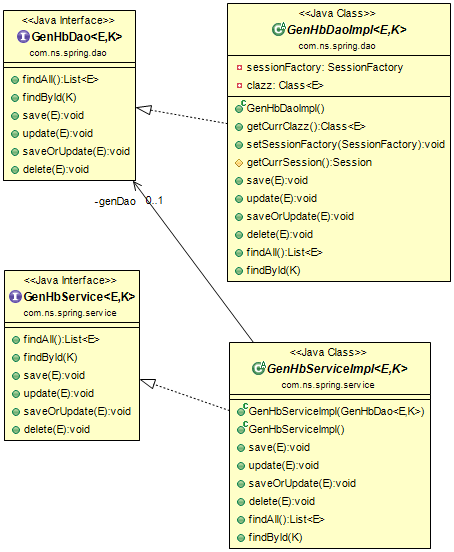 <<Java Interface>>
GenHbDao<E,K>
com.ns.spring.dao
findAll():List<E>
findById(K)
save(E):void
update(E):void
saveOrUpdate(E):void
delete(E):void
<<Java Class>>
GenHbDaoImpl<E,K>
com.ns.spring.dao
sessionFactory: SessionFactory
clazz: Class<E>
GenHbDaoImpl()
getCurrClazz():Class<E>
setSessionFactory(SessionFactory):void
getCurrSession():Session
save(E):void
update(E):void
saveOrUpdate(E):void
delete(E):void
findAll():List<E>
findById(K)
-genDao 0..1
<<Java Interface>>
GenHbService<E,K>
com.ns.spring.service
findAll():List<E>
findById(K)
save(E):void
update(E):void
saveOrUpdate(E):void
delete(E):void
<<Java Class>>
GenHbServiceImpl<E,K>
com.ns.spring.service
GenHbServiceImpl(GenHbDao<E,K>)
GenHbServiceImpl()
save(E):void
update(E):void
saveOrUpdate(E):void
delete(E):void
findAll():List<E>
findById(K)